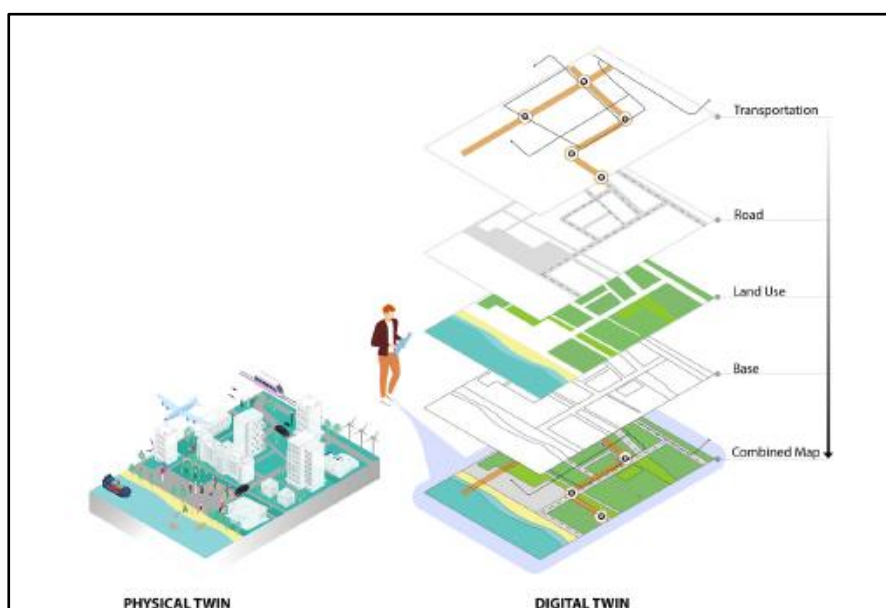 Transportation
Road
Land Use
Base
Combined Map
PHYSICAL TWIN
DIGITAL TWIN